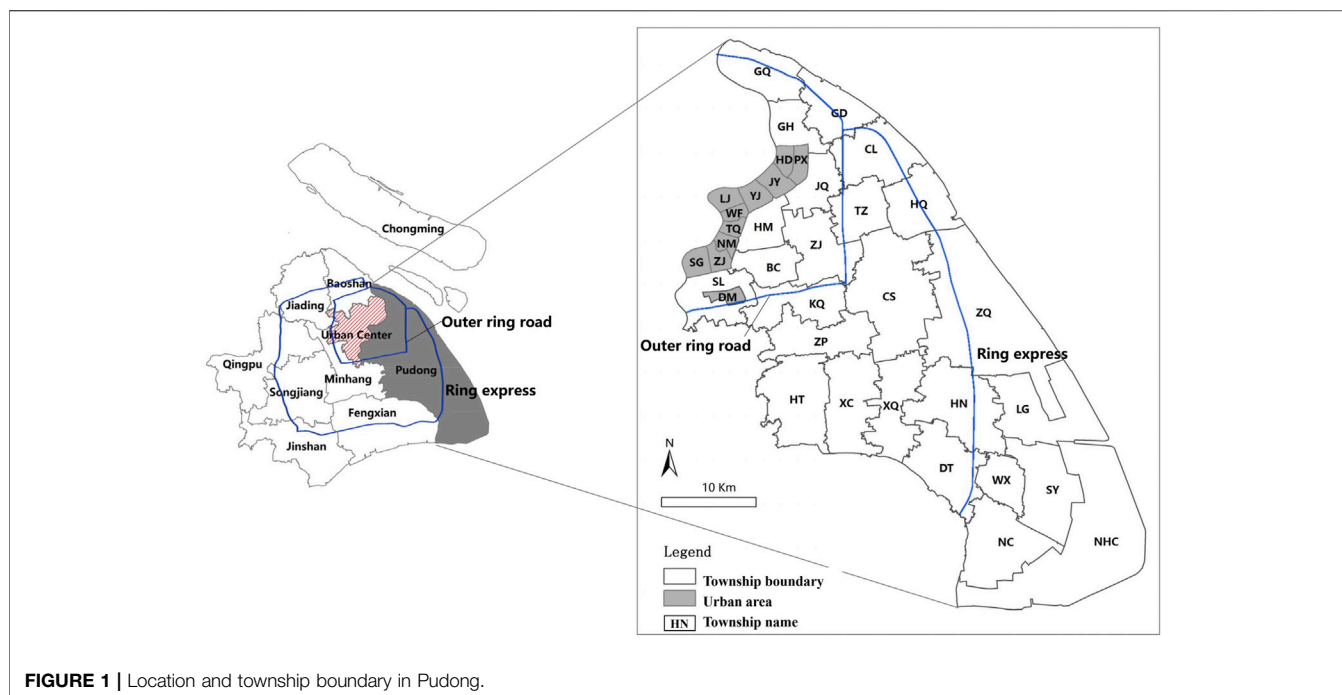 Chongming
Baoshan
Jiading
Urban Center
Outer ring road
Qingpu
Pudong
Minhang
Songjiang
Ring express
Fengxian
Jinshan
GQ
GD
GH
CL
HD
PX
JQ
JY
LJ
YJ
HQ
WF
TZ
TQ
HM
NM
ZJ
SG
ZJ
BC
SL
DM
CS
KQ
ZQ
Outer ring road
ZP
Ring express
HT
XC
XQ
HN
LG
N
DT
WX
SY
10 Km
NC
NHC
Legend
Township boundary
Urban area
HN Township name
FIGURE 1 | Location and township boundary in Pudong.